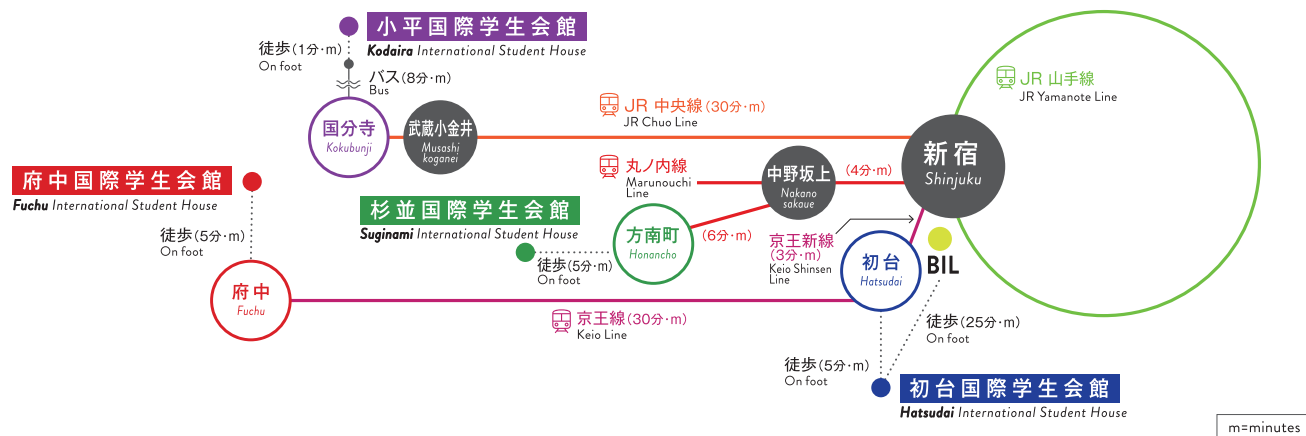 小平国際学生会館
Kodaira International Student House
徒歩(1分・m)
On foot
バス(8分・m)
Bus
国分寺
Kokubunji
武蔵小金井
Musashi
koganei
JR 中央線(30分・m)
JR Chuo Line
JR 山手線
JR Yamanote Line
新宿
Shinjuku
府中国際学生会館
Fuchu International Student House
徒歩(5分・m)
On foot
府中
Fuchu
丸ノ内線
Marunouchi
Line
中野坂上
Nakano
sakaue
(4分・m)
杉並国際学生会館
Suginami International Student House
徒歩(5分・m)
On foot
方南町
Honancho
(6分・m)
京王新線
(3分・m)
Keio Shinsen
Line
初台
Hatsudai
BIL
京王線(30分・m)
Keio Line
徒歩(25分・m)
On foot
徒歩(5分・m)
On foot
初台国際学生会館
Hatsudai International Student House
m=minutes